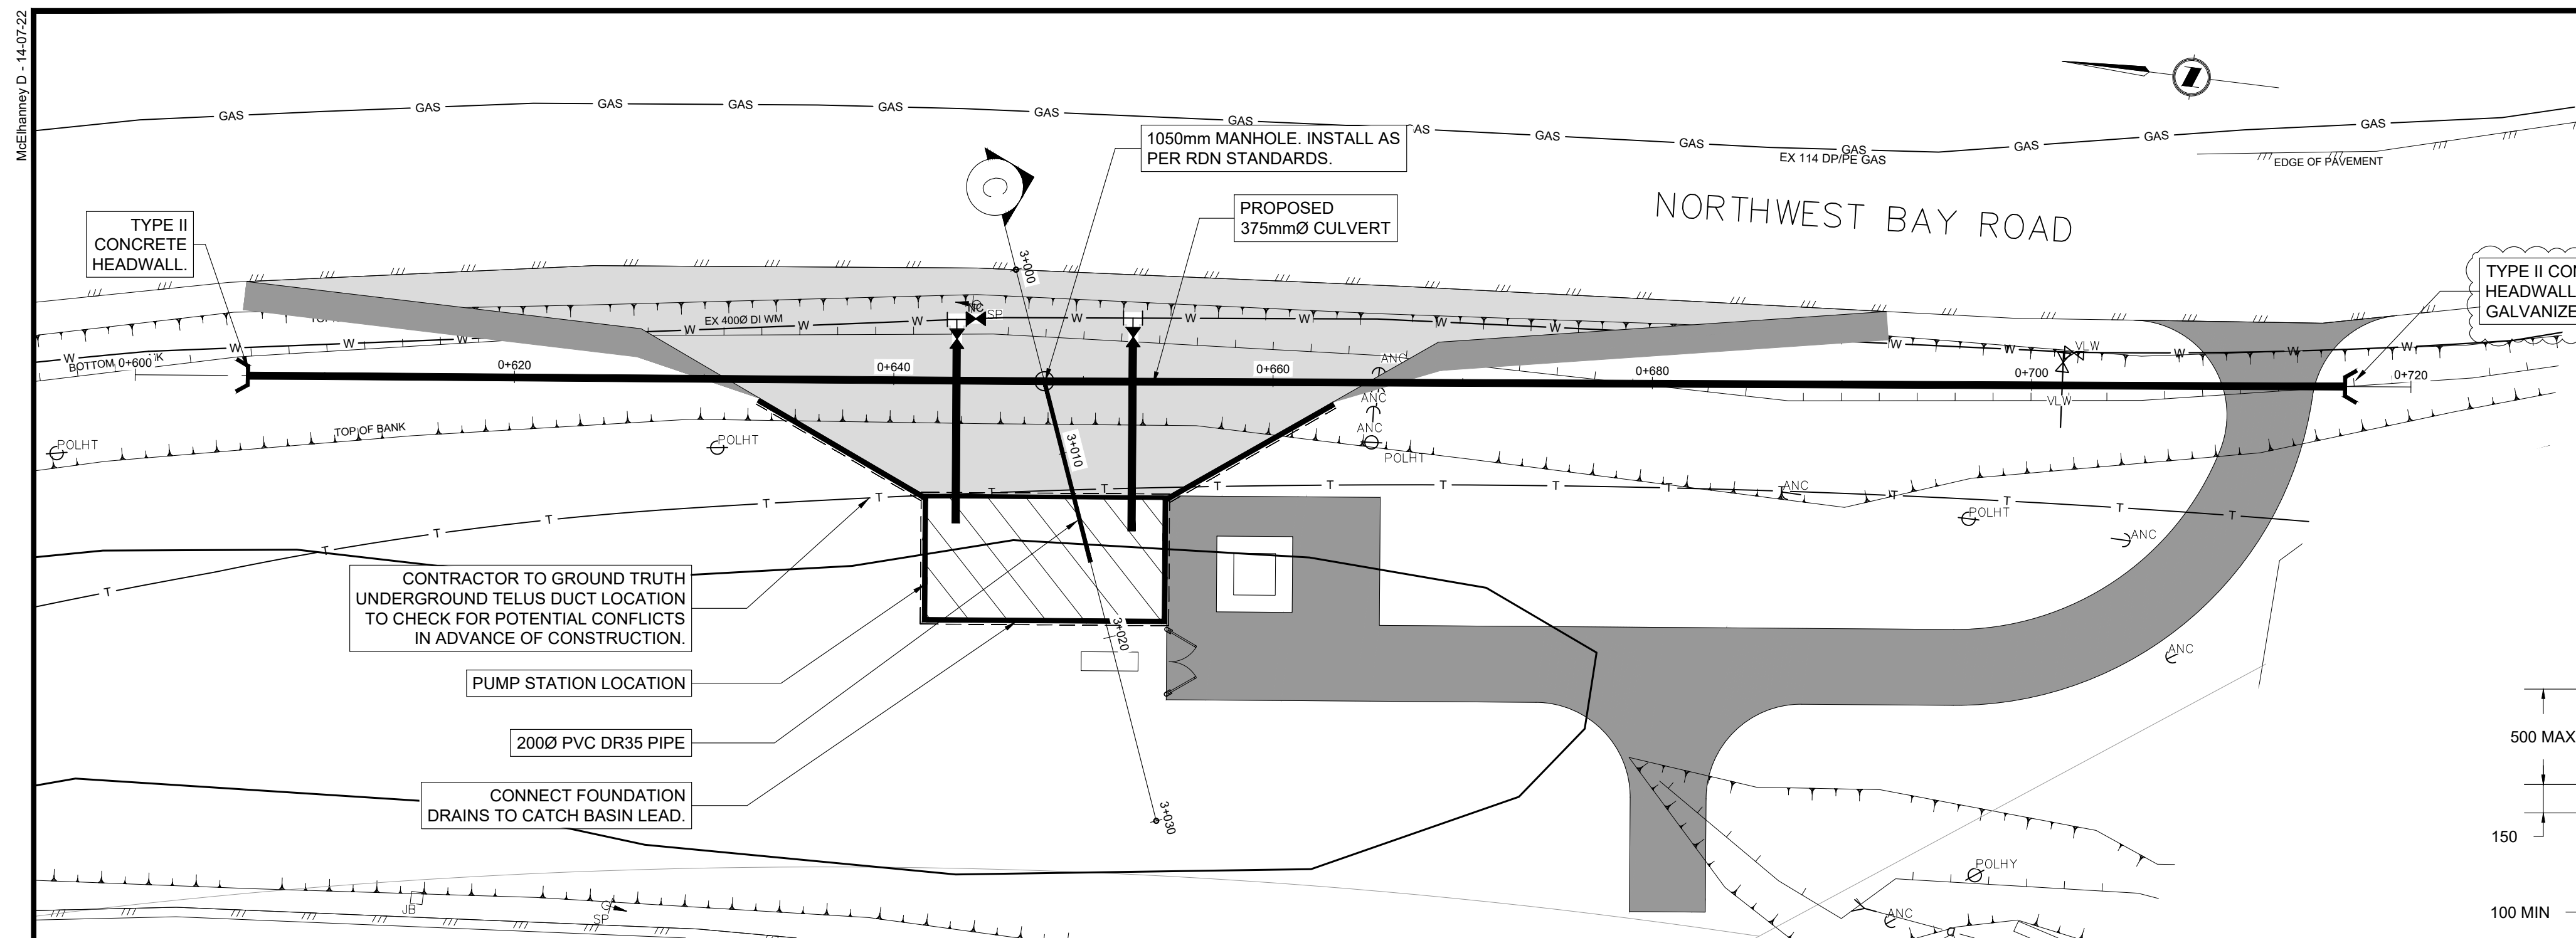 McElhanney D - 14-07-22
GAS GAS GAS GAS GAS GAS GAS AS GAS GAS GAS GAS GAS GAS
EX 114 DP/PE GAS
EDGE OF PAVEMENT
1050mm MANHOLE. INSTALL AS
PER RDN STANDARDS.
NORTHWEST BAY ROAD
C
PROPOSED
375mmØ CULVERT
TYPE II
CONCRETE
HEADWALL.
TYPE II CON
HEADWALL
GALVANIZE
3+000
SP
EX 400Ø DI WM
W W W W W W W W W W W W W W W W
BOTTOM
0+600
0+620
0+640
0+660
0+680
0+700
0+720
VLW
VLW
ANC
ANC
ANC
POLHT
POLHT
POLHT
TOP OF BANK
3+010
T T T T T T T T T T T T T T T T
ANC
POLHT
ANC
ANC
CONTRACTOR TO GROUND TRUTH
UNDERGROUND TELUS DUCT LOCATION
TO CHECK FOR POTENTIAL CONFLICTS
IN ADVANCE OF CONSTRUCTION.
3+020
PUMP STATION LOCATION
200Ø PVC DR35 PIPE
CONNECT FOUNDATION
DRAINS TO CATCH BASIN LEAD.
3+030
500 MAX
150
100 MIN
POLHY
ANC
JB
SP